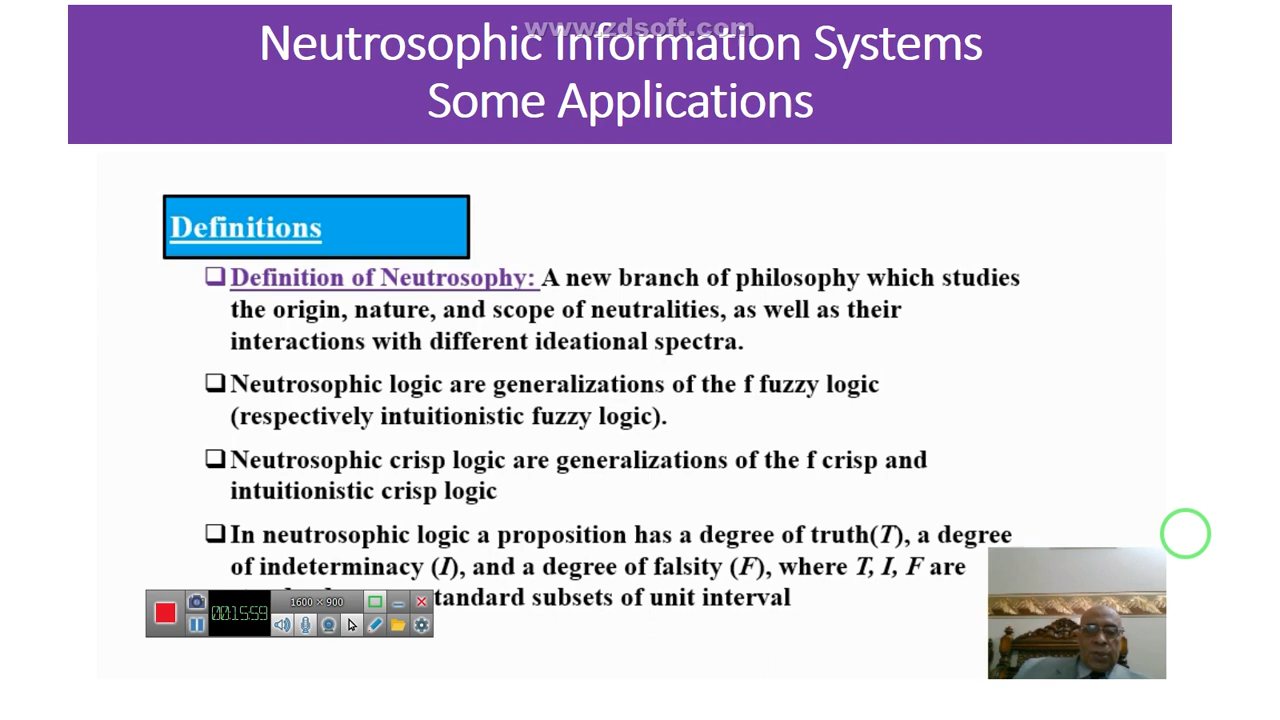 www.zdsoft.com
Neutrosophic Information Systems
Some Applications
Definitions
Definition of Neutrosophy: A new branch of philosophy which studies
the origin, nature, and scope of neutralities, as well as their
interactions with different ideational spectra.
Neutrosophic logic are generalizations of the f fuzzy logic
(respectively intuitionistic fuzzy logic).
Neutrosophic crisp logic are generalizations of the f crisp and
intuitionistic crisp logic
In neutrosophic logic a proposition has a degree of truth(T), a degree
of indeterminacy (I), and a degree of falsity (F), where T, I, F are
tandard subsets of unit interval
1600 × 900
00:15:59